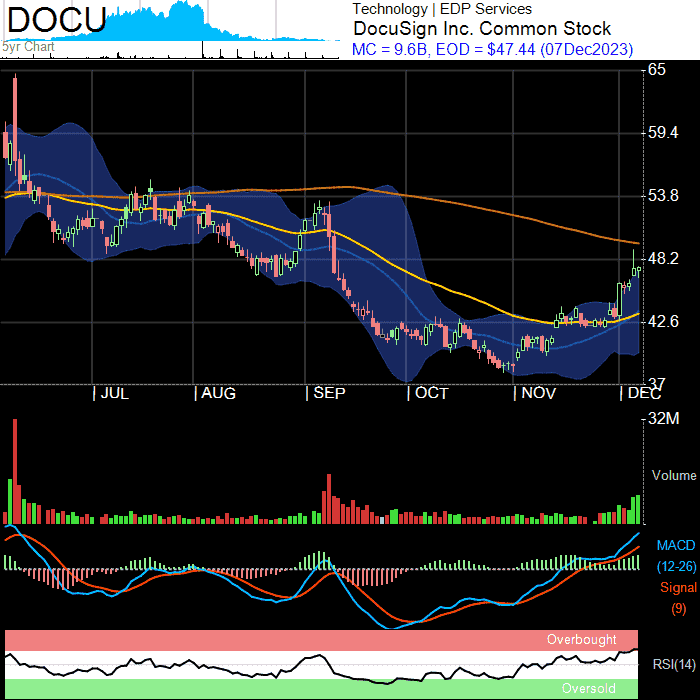 DOCU
5yr Chart
Technology | EDP Services
DocuSign Inc. Common Stock
MC = 9.6B, EOD = $47.44 (07Dec2023)
65
59.4
53.8
48.2
42.6
37
| JUL | AUG | SEP | OCT | NOV | DEC
32M
Volume
MACD
(12-26)
Signal
(9)
Overbought
RSI(14)
Oversold